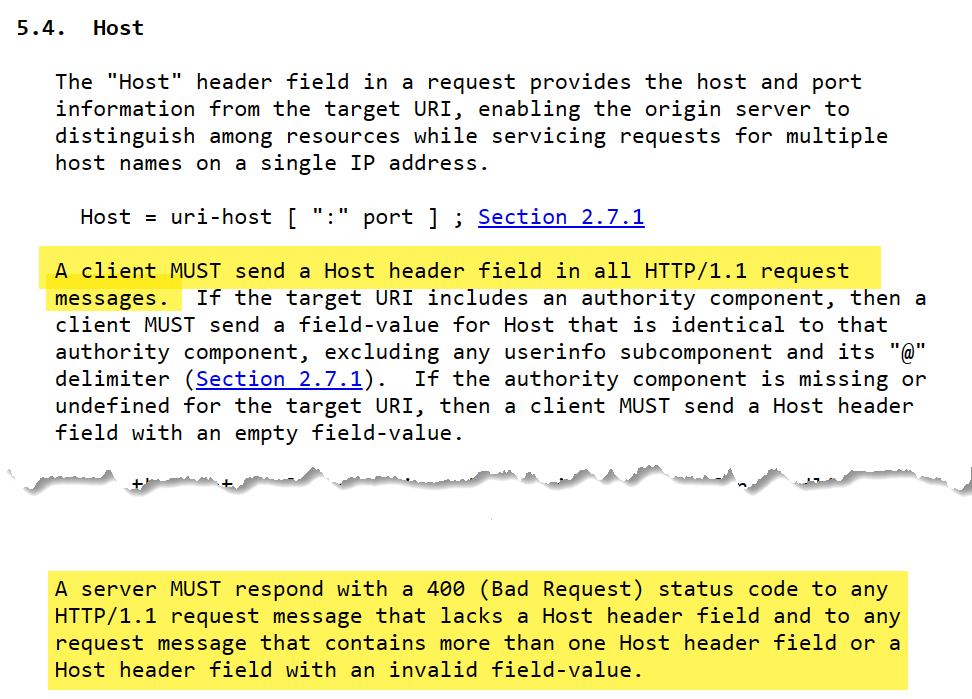 5.4.  Host
The "Host" header field in a request provides the host and port
information from the target URI, enabling the origin server to
distinguish among resources while servicing requests for multiple
host names on a single IP address.
Host = uri-host [ ":" port ] ; Section 2.7.1
A client MUST send a Host header field in all HTTP/1.1 request
messages.  If the target URI includes an authority component, then a
client MUST send a field-value for Host that is identical to that
authority component, excluding any userinfo subcomponent and its "@"
delimiter (Section 2.7.1).  If the authority component is missing or
undefined for the target URI, then a client MUST send a Host header
field with an empty field-value.
A server MUST respond with a 400 (Bad Request) status code to any
HTTP/1.1 request message that lacks a Host header field and to any
request message that contains more than one Host header field or a
Host header field with an invalid field-value.